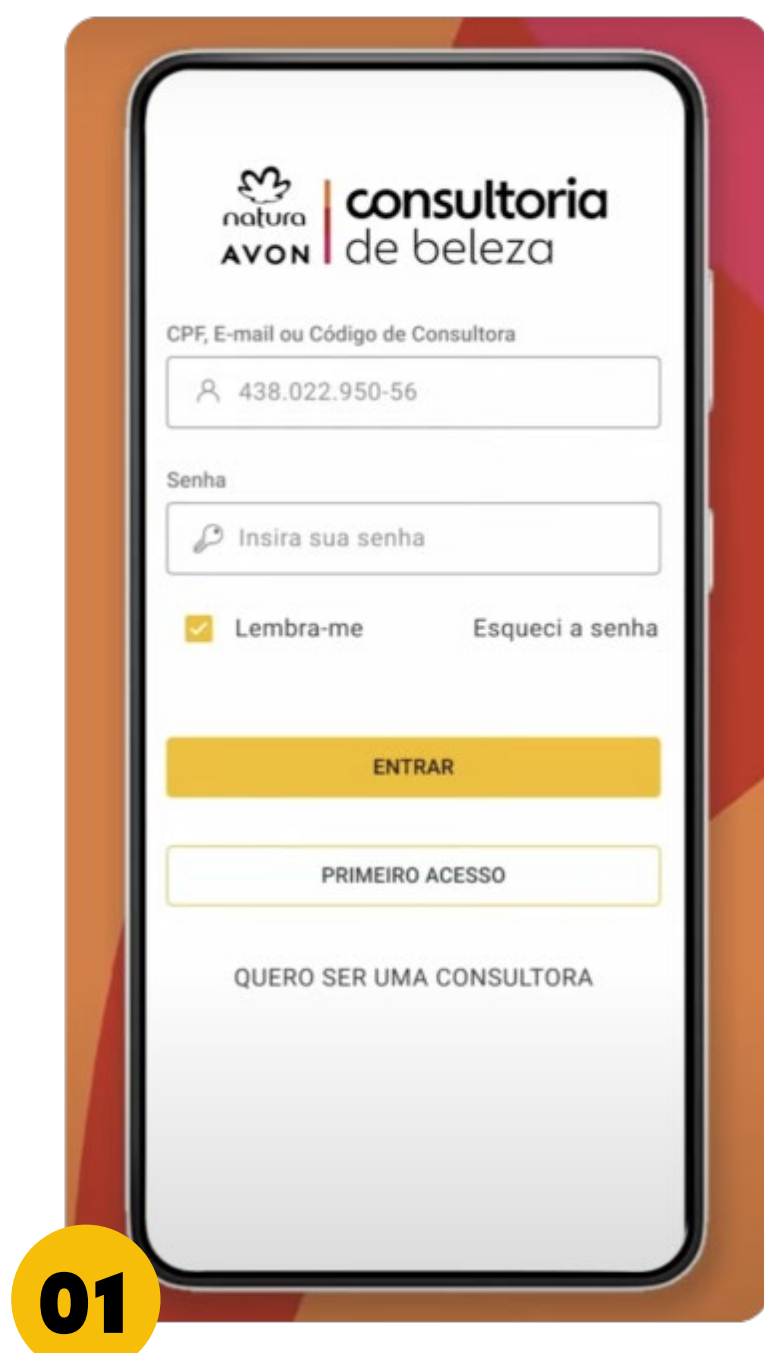 natura
AVON
consultoria
de beleza
CPF, E-mail ou Código de Consultora
438.022.950-56
Senha
Insira sua senha
Lembra-me
Esqueci a senha
ENTRAR
PRIMEIRO ACESSO
QUERO SER UMA CONSULTORA
01